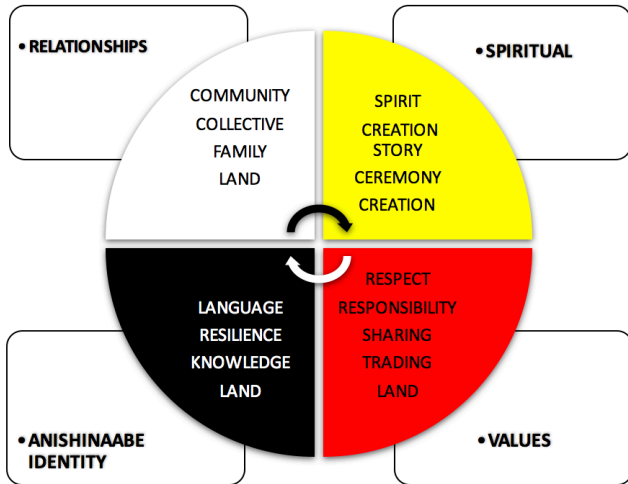 • RELATIONSHIPS
COMMUNITY
COLLECTIVE
FAMILY
LAND
• SPIRITUAL
SPIRIT
CREATION
STORY
CEREMONY
CREATION
LANGUAGE
RESILIENCE
KNOWLEDGE
LAND
• ANISHINAABE
IDENTITY
RESPECT
RESPONSIBILITY
SHARING
TRADING
LAND
• VALUES